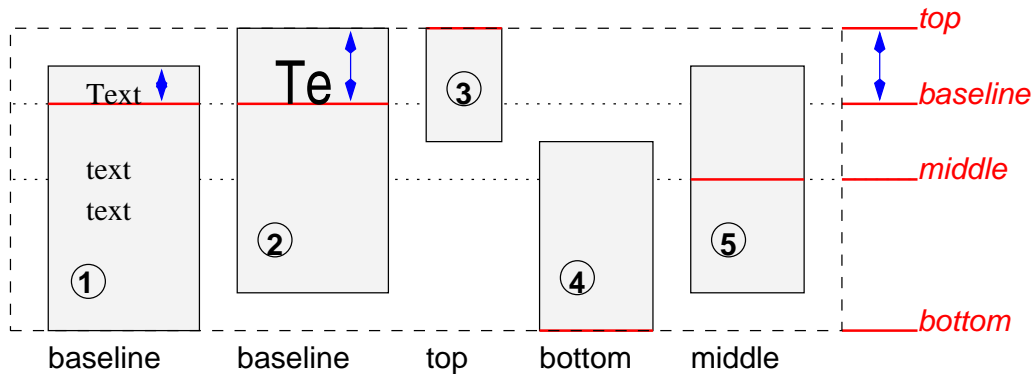 top
Text
Te
3
baseline
text
middle
text
2
5
1
4
bottom
baseline
baseline
top
bottom
middle